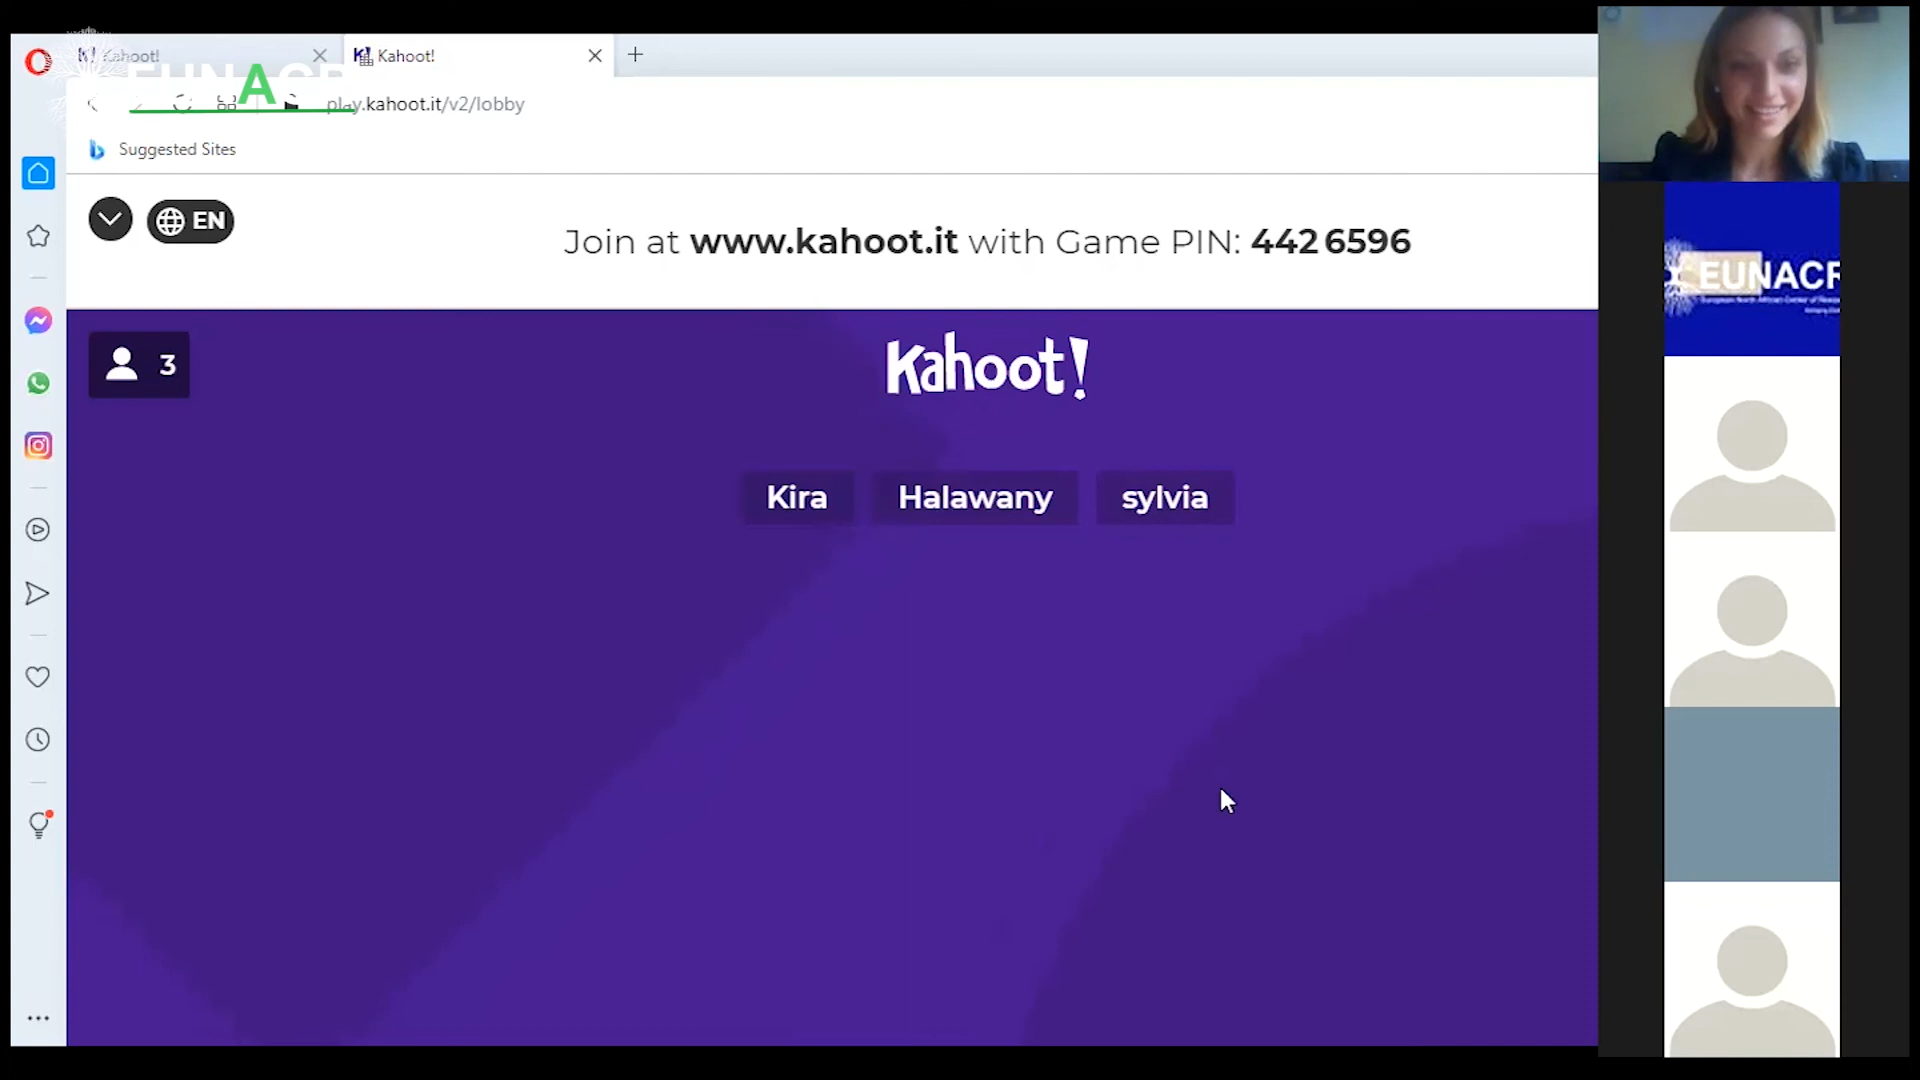 Kahoot!
Kahoot!
EUNACR
play.kahoot.it/v2/lobby
Suggested Sites
EN
Join at www.kahoot.it with Game PIN: 442 6596
3
Kahoot!
Kira
Halawany
sylvia
EUNACR